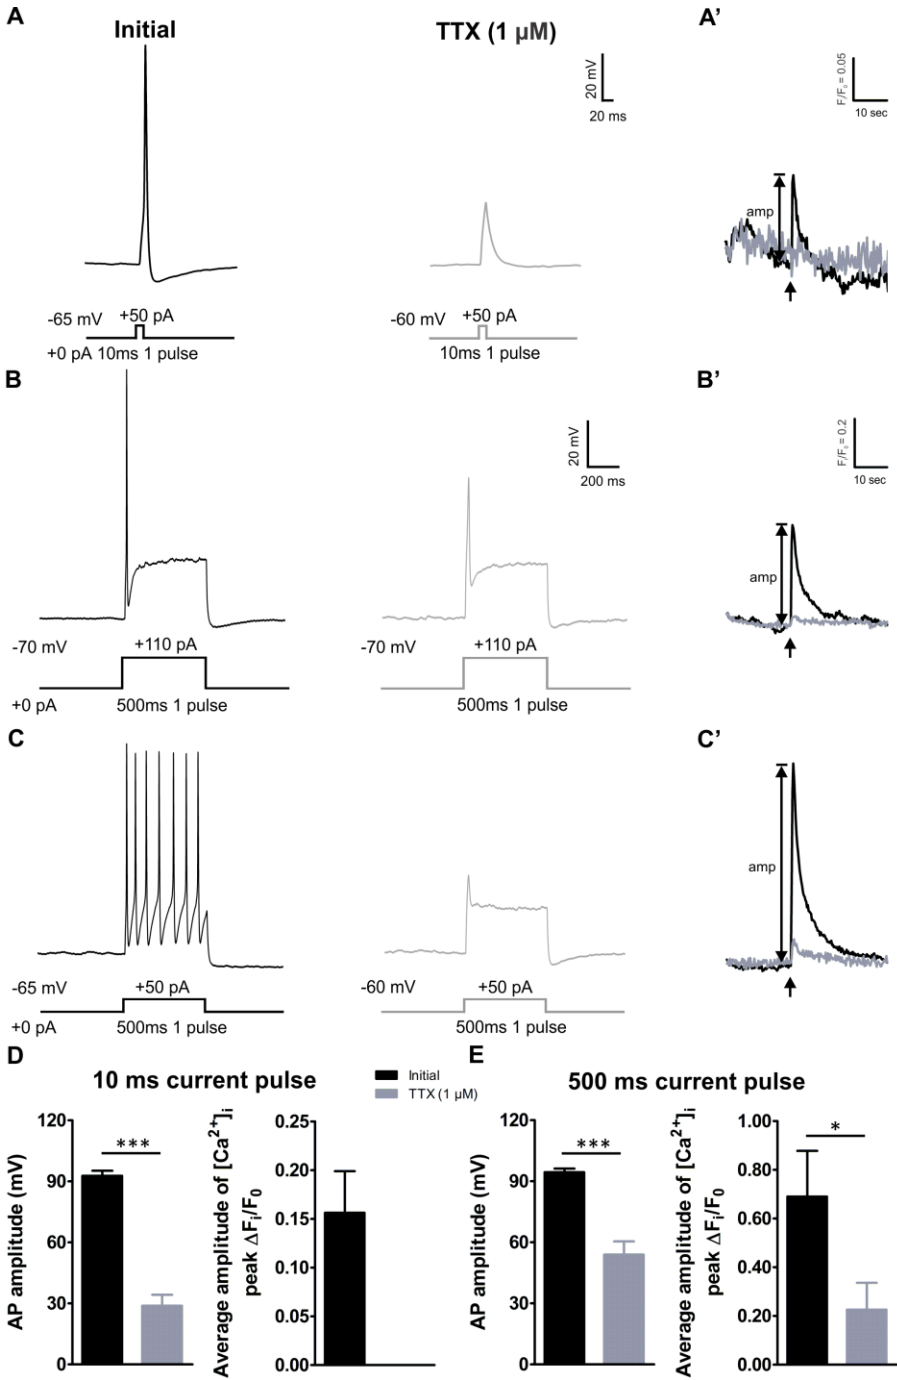 A
Initial
TTX (1 µM)
A'
20 mV
20 ms
F/F₀ = 0.05
10 sec
amp
-65 mV
+50 pA
+0 pA 10ms 1 pulse
-60 mV
+50 pA
10ms 1 pulse
B
B'
20 mV
200 ms
F/F₀ = 0.2
10 sec
amp
-70 mV
+110 pA
+0 pA
500ms 1 pulse
-70 mV
+110 pA
500ms 1 pulse
C
C'
amp
-65 mV
+50 pA
+0 pA
500ms 1 pulse
-60 mV
+50 pA
500ms 1 pulse
D
10 ms current pulse
Initial
TTX (1 µM)
E
500 ms current pulse
AP amplitude (mV)
120
90
60
30
0
***
Average amplitude of [Ca²⁺]ᵢ
peak ΔFᵢ/F₀
0.25
0.20
0.15
0.10
0.05
0.00
AP amplitude (mV)
120
90
60
30
0
***
Average amplitude of [Ca²⁺]ᵢ
peak ΔFᵢ/F₀
1.00
0.80
0.60
0.40
0.20
0.00
*